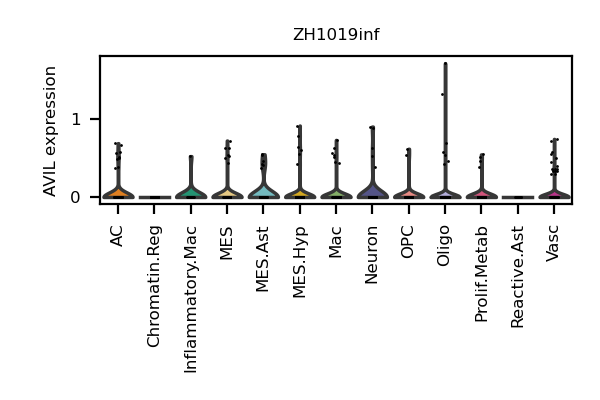 ZH1019inf
AVIL expression
1
0
AC
Chromatin.Reg
Inflammatory.Mac
MES
MES.Ast
MES.Hyp
Mac
Neuron
OPC
Oligo
Prolif.Metab
Reactive.Ast
Vasc